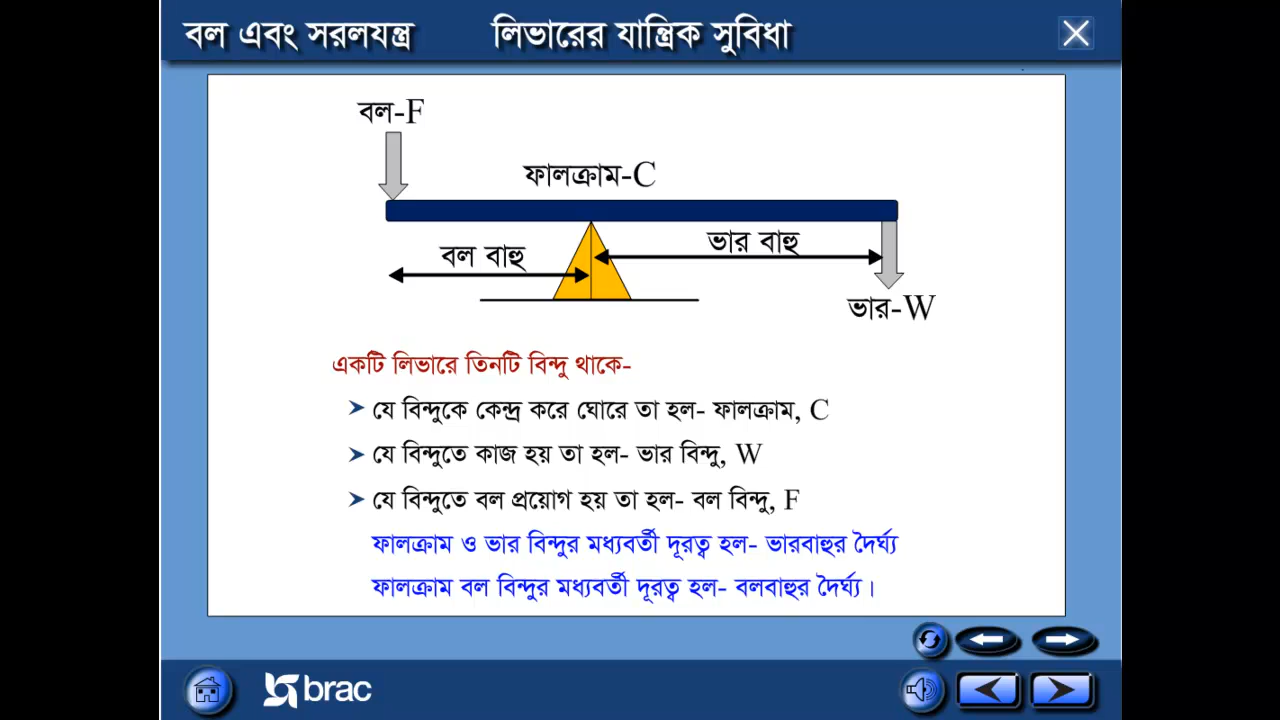 বল এবং সরলযন্ত্র লিভারের যান্ত্রিক সুবিধা
বল-F
ফালক্রাম-C
বল বাহু
ভার বাহু
ভার-W
একটি লিভারে তিনটি বিন্দু থাকে-
যে বিন্দুকে কেন্দ্র করে ঘোরে তা হল- ফালক্রাম, C
যে বিন্দুতে কাজ হয় তা হল- ভার বিন্দু, W
যে বিন্দুতে বল প্রয়োগ হয় তা হল- বল বিন্দু, F
ফালক্রাম ও ভার বিন্দুর মধ্যবর্তী দূরত্ব হল- ভারবাহুর দৈর্ঘ্য
ফালক্রাম বল বিন্দুর মধ্যবর্তী দূরত্ব হল- বলবাহুর দৈর্ঘ্য।
brac